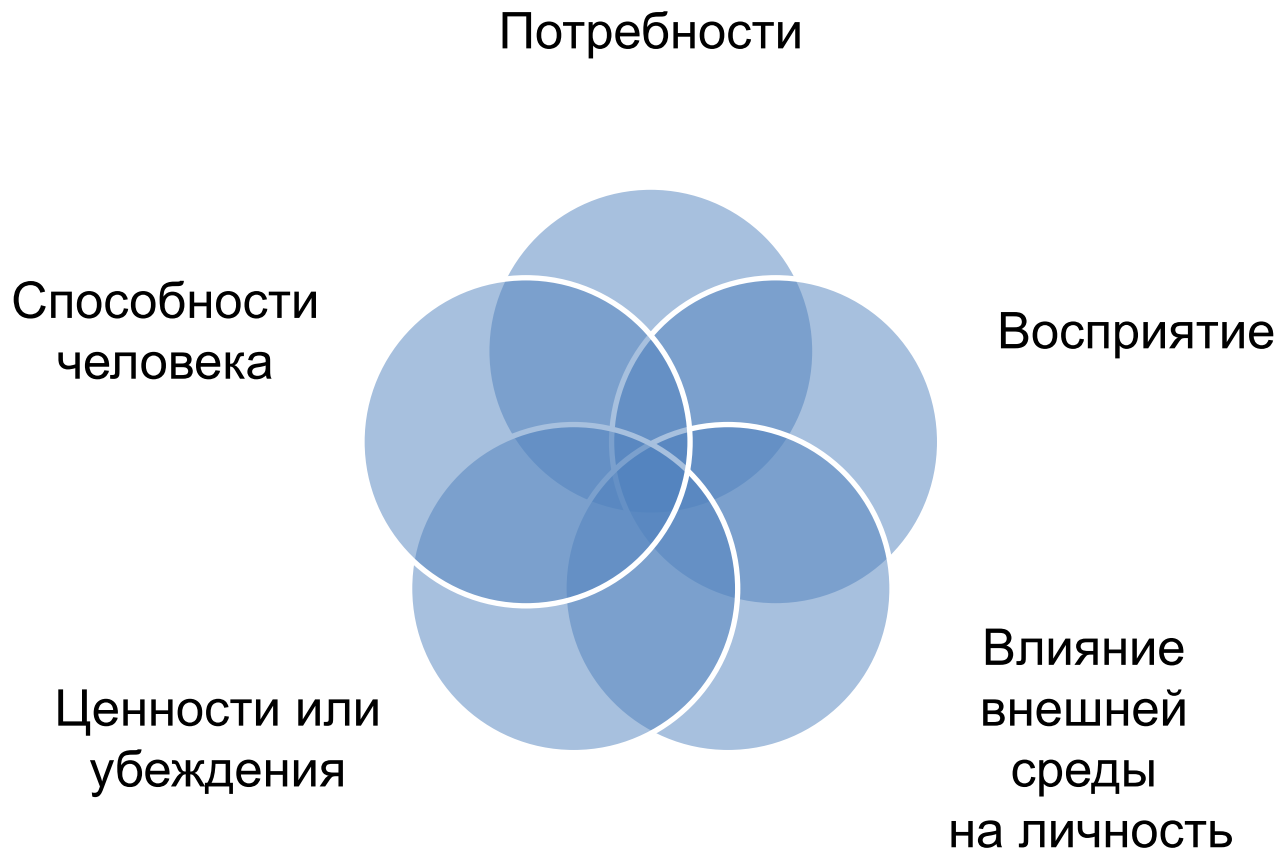 Потребности
Способности
человека
Восприятие
Влияние
внешней
среды
на личность
Ценности или
убеждения